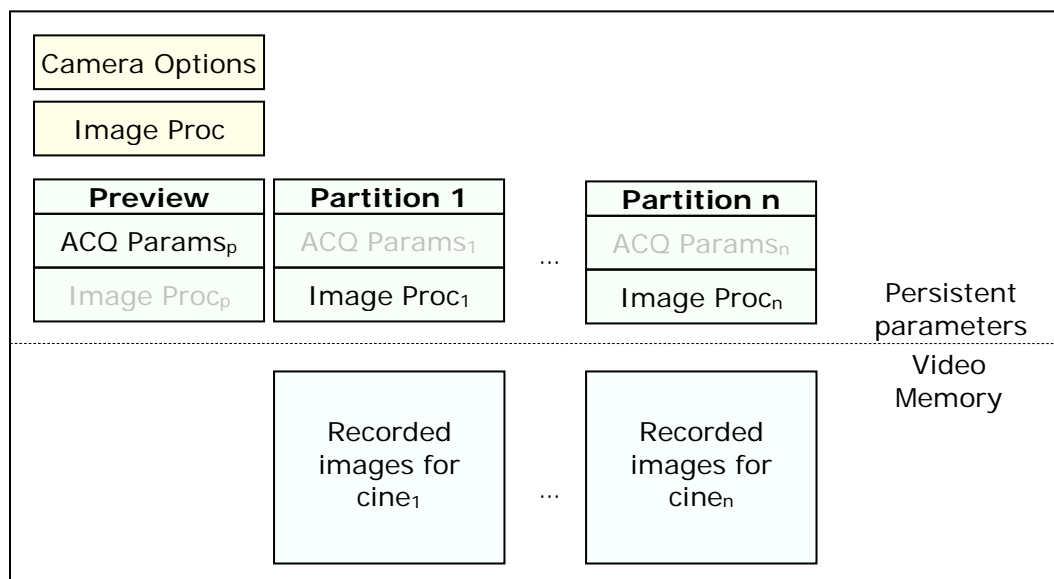 Camera Options
Image Proc
Preview
Partition 1
Partition n
ACQ Paramsₚ
ACQ Params₁
...
ACQ Paramsₙ
Image Procₚ
Image Proc₁
Image Procₙ
Persistent
parameters
Video
Memory
Recorded
images for
cine₁
...
Recorded
images for
cineₙ